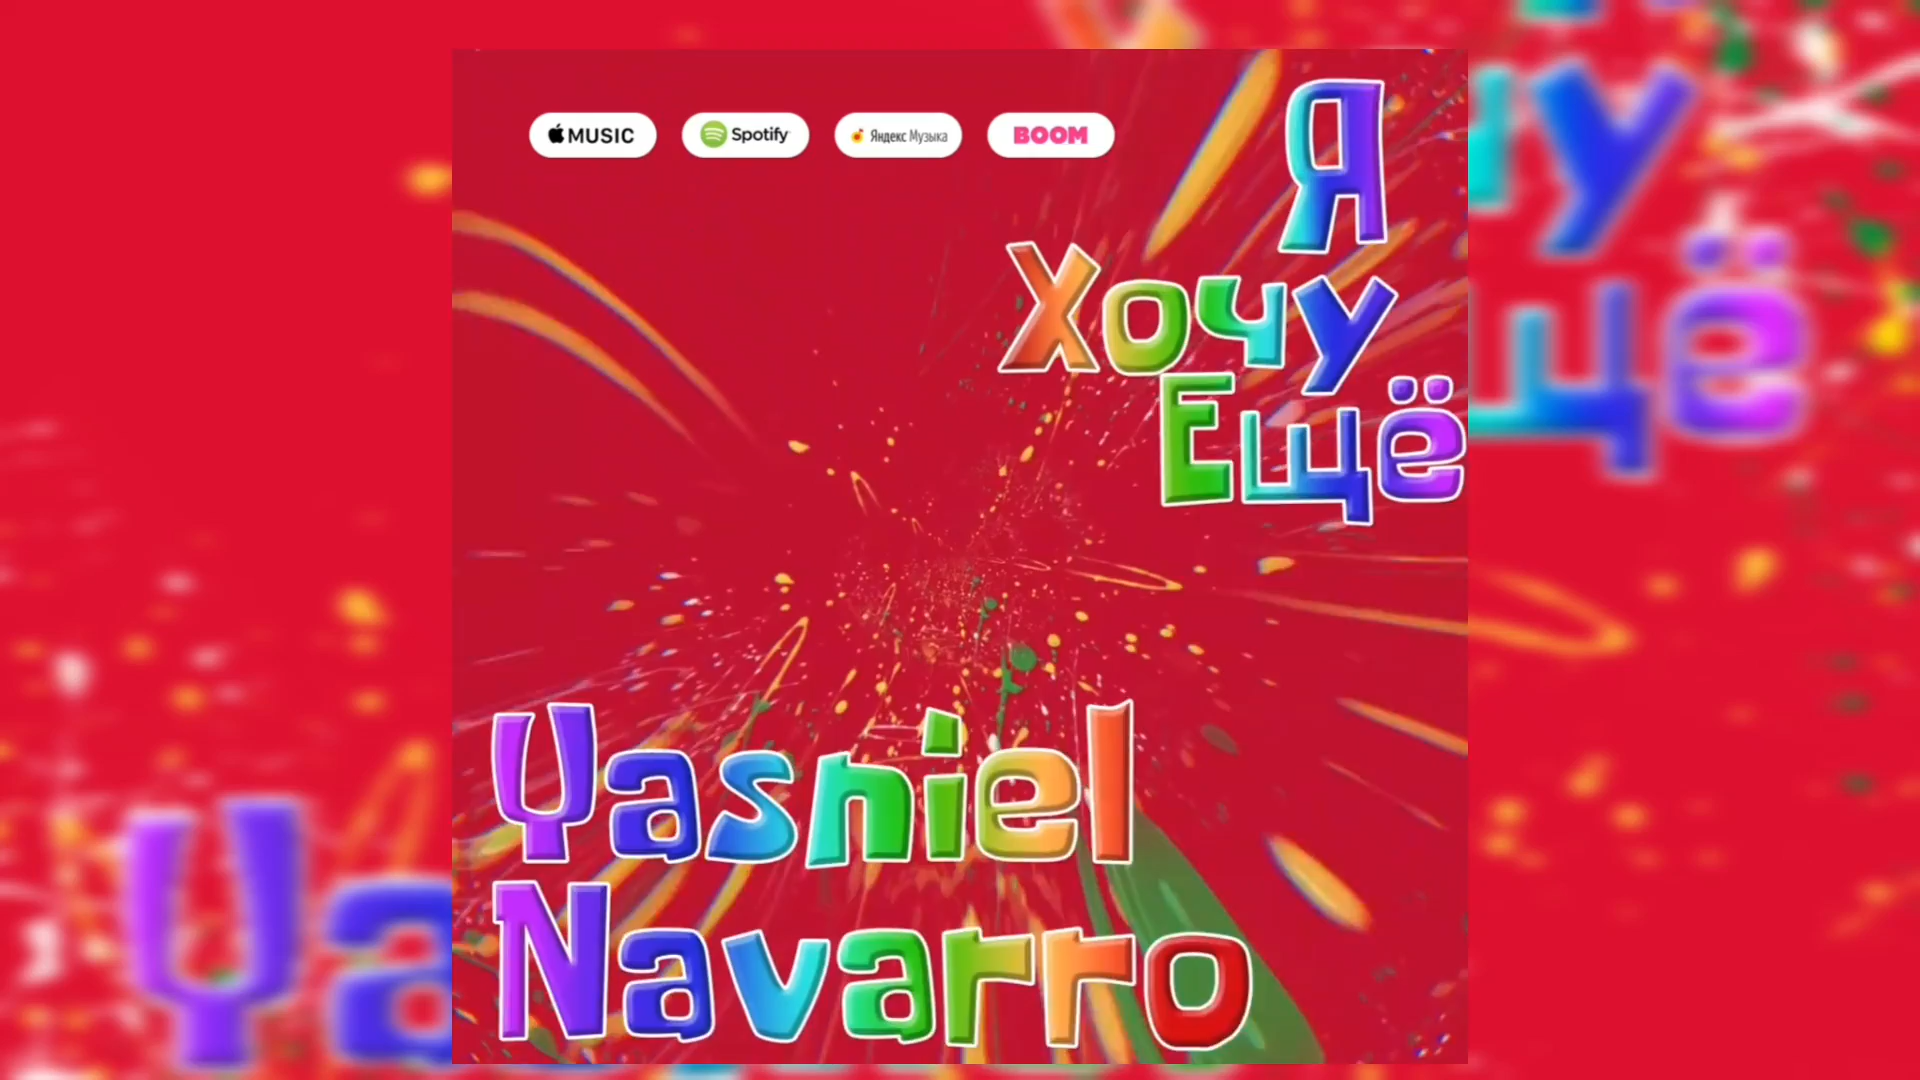 MUSIC
Spotify
Яндекс Музыка
BOOM
Я
Хочу
Ещё
Yasniel
Navarro